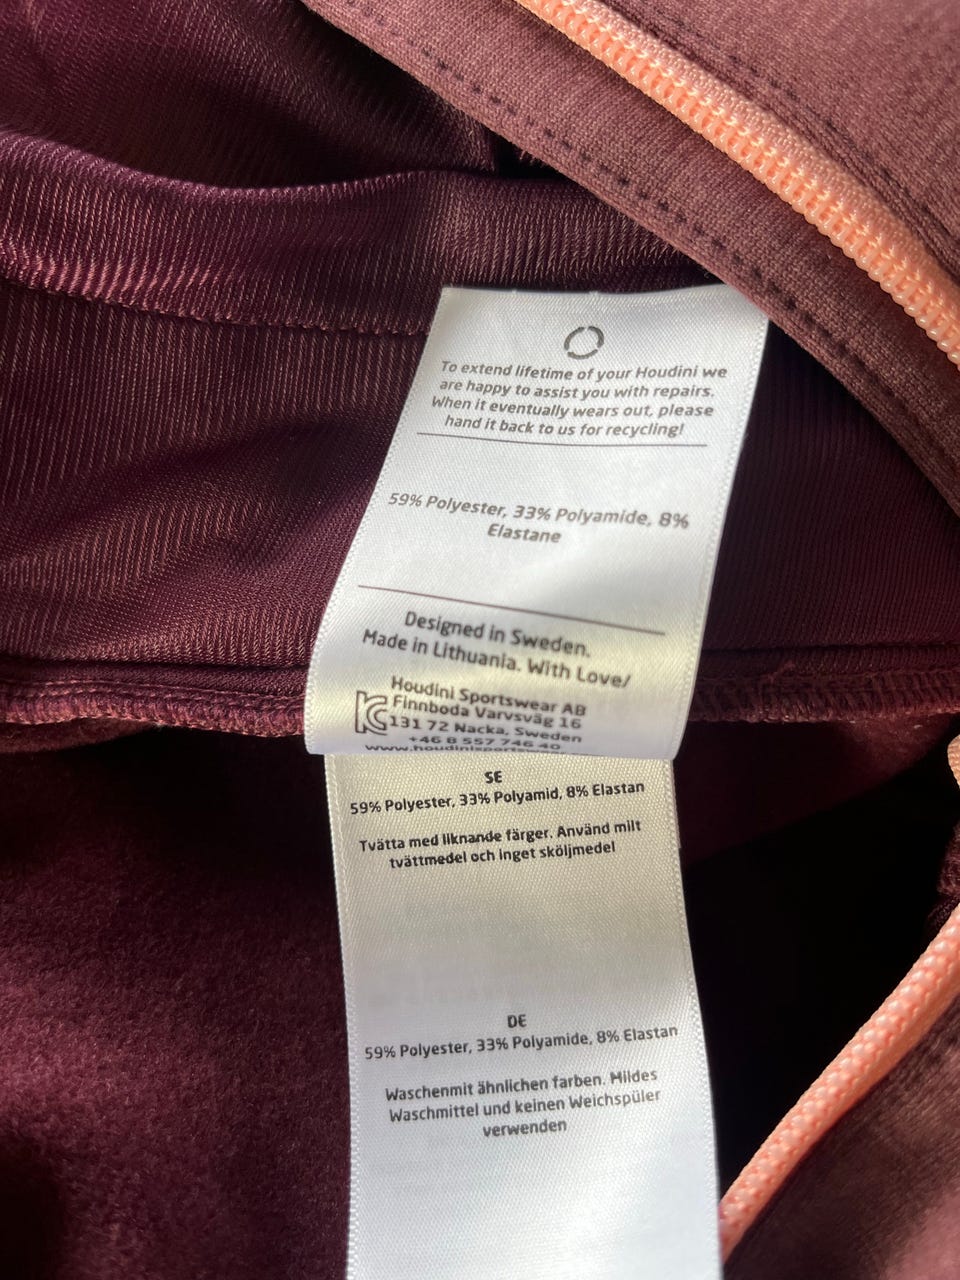 To extend lifetime of your Houdini we
are happy to assist you with repairs.
When it eventually wears out, please
hand it back to us for recycling!
59% Polyester, 33% Polyamide, 8%
Elastane
Designed in Sweden.
Made in Lithuania. With Love/
Houdini Sportswear AB
Finnboda Varvsväg 16
131 72 Nacka, Sweden
+46 8 557 746 40
SE
59% Polyester, 33% Polyamid, 8% Elastan
Tvätta med liknande färger. Använd milt
tvättmedel och inget sköljmedel
DE
59% Polyester, 33% Polyamide, 8% Elastan
Waschenmit ähnlichen farben. Mildes
Waschmittel und keinen Weichspüler
verwenden